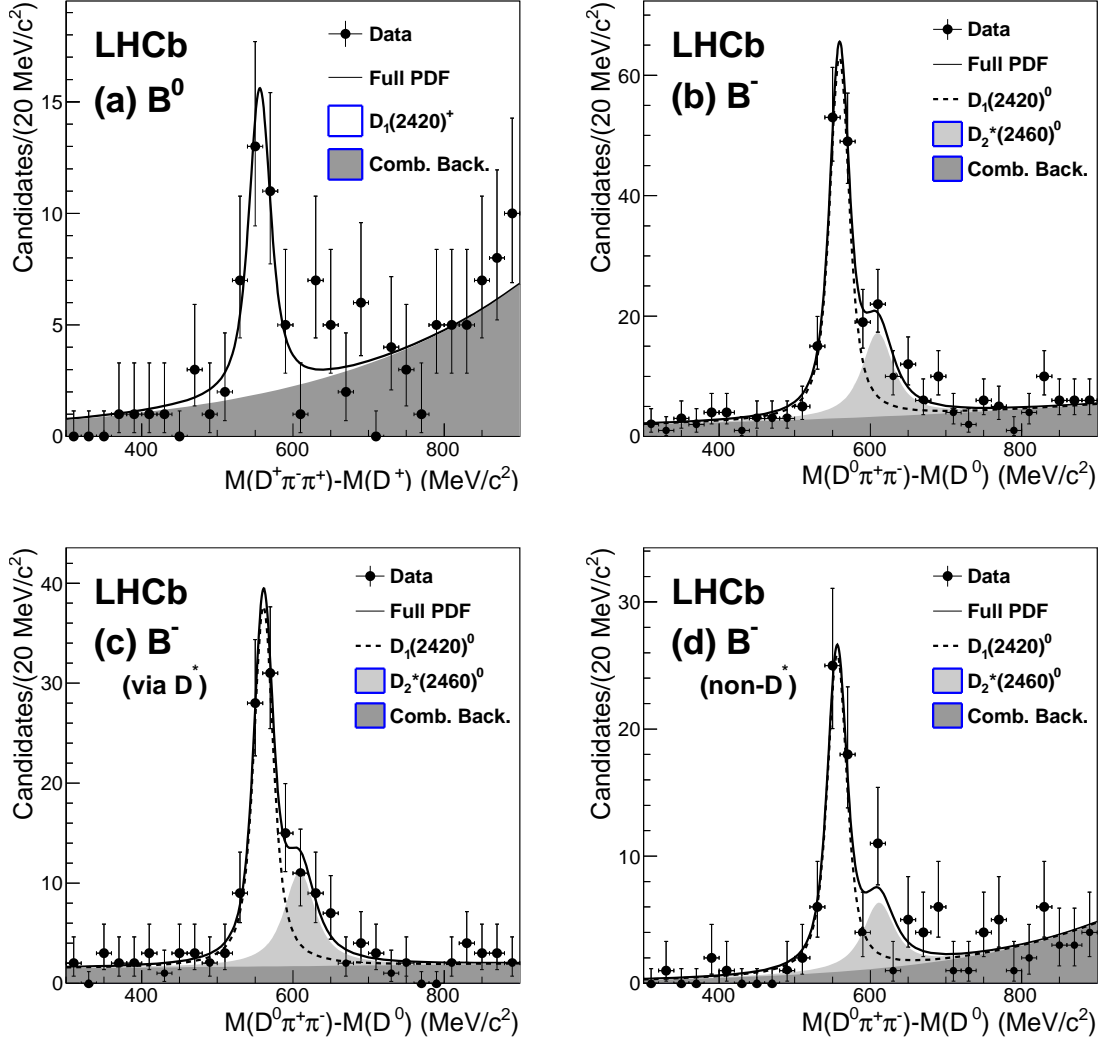 LHCb
(a) B⁰
Data
Full PDF
D₁(2420)⁺
Comb. Back.
Candidates/(20 MeV/c²)
15
10
5
0
400 600 800
M(D⁺π⁻π⁺)-M(D⁺) (MeV/c²)
LHCb
(b) B⁻
Data
Full PDF
D₁(2420)⁰
D₂*(2460)⁰
Comb. Back.
Candidates/(20 MeV/c²)
60
40
20
0
400 600 800
M(D⁰π⁺π⁻)-M(D⁰) (MeV/c²)
LHCb
(c) B⁻
(via D*)
Data
Full PDF
D₁(2420)⁰
D₂*(2460)⁰
Comb. Back.
Candidates/(20 MeV/c²)
40
30
20
10
0
400 600 800
M(D⁰π⁺π⁻)-M(D⁰) (MeV/c²)
LHCb
(d) B⁻
(non-D*)
Data
Full PDF
D₁(2420)⁰
D₂*(2460)⁰
Comb. Back.
Candidates/(20 MeV/c²)
30
20
10
0
400 600 800
M(D⁰π⁺π⁻)-M(D⁰) (MeV/c²)